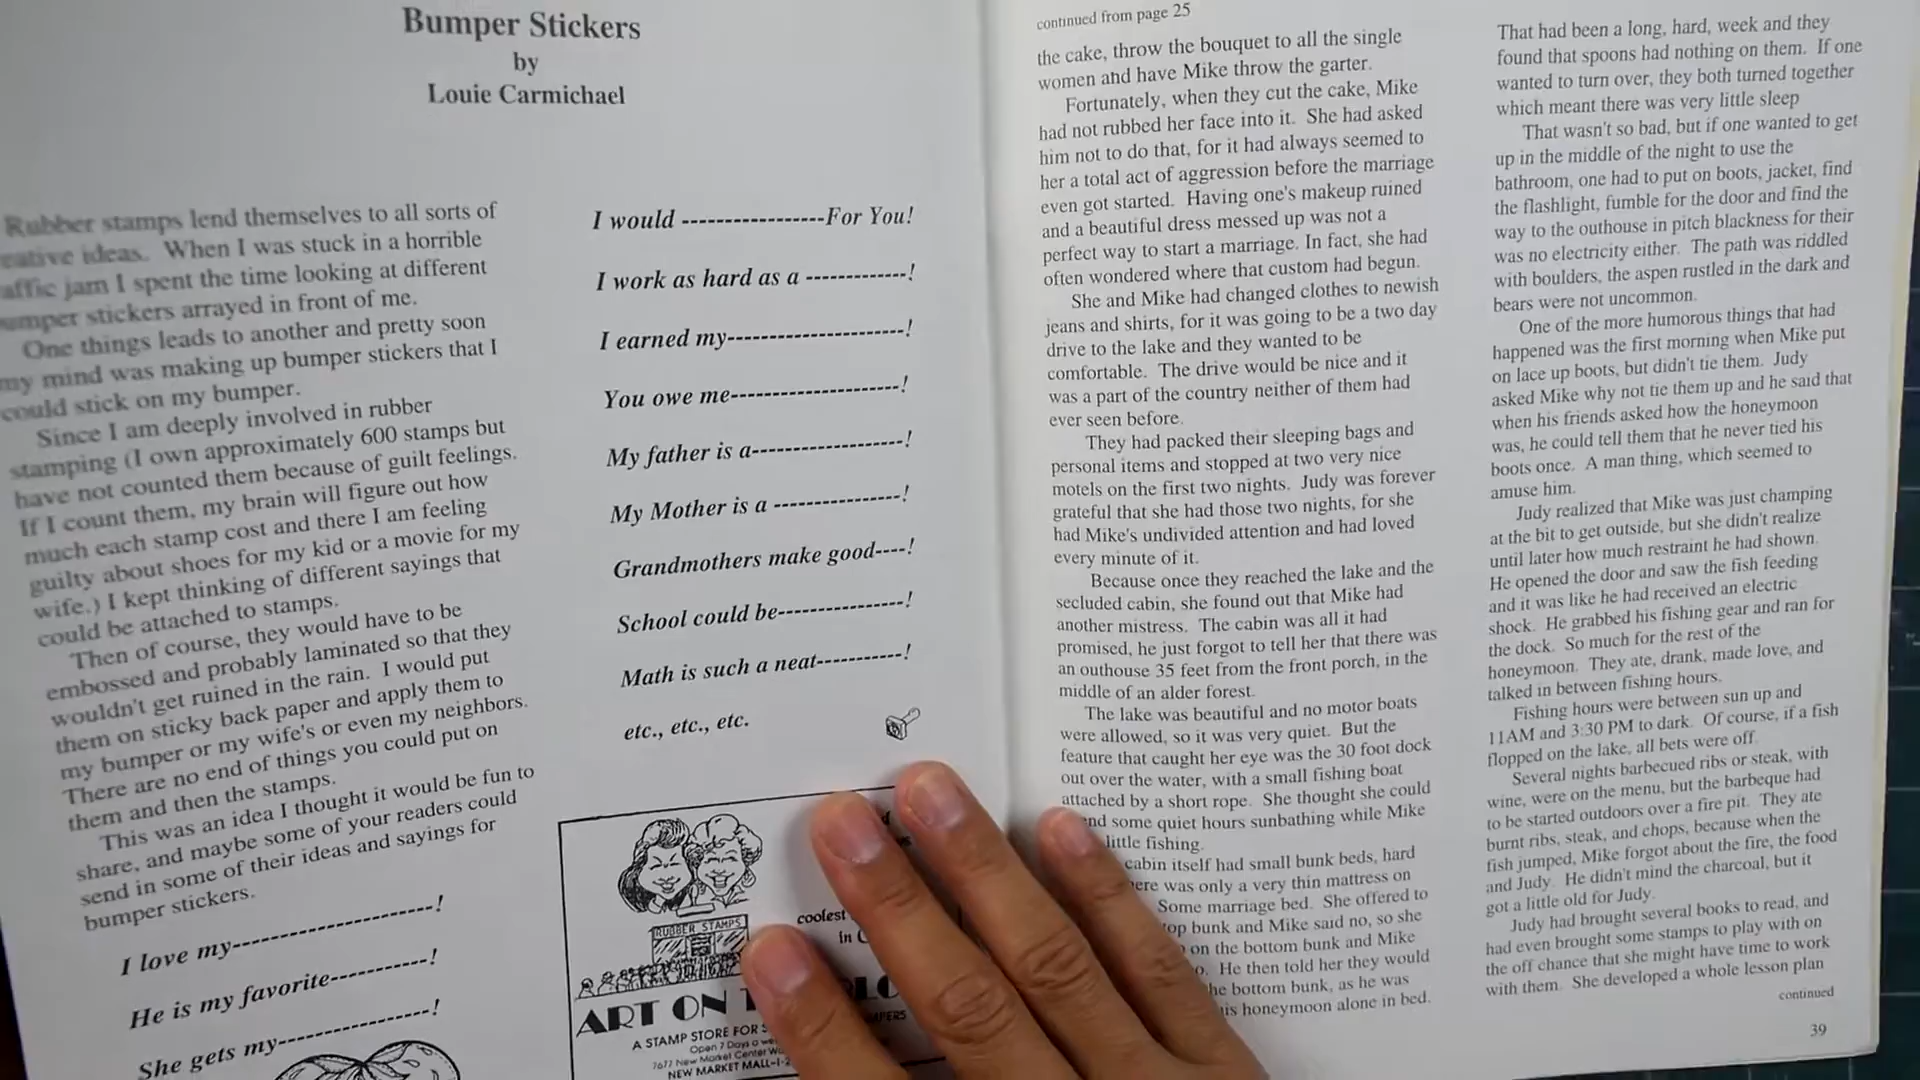 Bumper Stickers
by
Louie Carmichael
Rubber stamps lend themselves to all sorts of
ideas. When I was stuck in a horrible
jam I spent the time looking at different
stickers arrayed in front of me.
One things leads to another and pretty soon
my mind was making up bumper stickers that I
could stick on my bumper.
Since I am deeply involved in rubber
stamping (I own approximately 600 stamps but
have not counted them because of guilt feelings.
If I count them, my brain will figure out how
much each stamp cost and there I am feeling
guilty about shoes for my kid or a movie for my
wife.) I kept thinking of different sayings that
could be attached to stamps.
Then of course, they would have to be
embossed and probably laminated so that they
wouldn't get ruined in the rain. I would put
them on sticky back paper and apply them to
my bumper or my wife's or even my neighbors.
There are no end of things you could put on
them and then the stamps.
This was an idea I thought it would be fun to
share, and maybe some of your readers could
send in some of their ideas and sayings for
bumper stickers.
I love my------------------!
He is my favorite----------!
She gets my---------------!
I would -----------------For You!
I work as hard as a ------------!
I earned my--------------------!
You owe me-------------------!
My father is a-----------------!
My Mother is a --------------!
Grandmothers make good----!
School could be--------------!
Math is such a neat----------!
etc., etc., etc.
RUBBER STAMPS
coolest
in
ART ON
A STAMP STORE FOR
Open 7 Days a
7677 New Market Center
NEW MARKET MALL-1-
continued from page 25
the cake, throw the bouquet to all the single
women and have Mike throw the garter.
Fortunately, when they cut the cake, Mike
had not rubbed her face into it. She had asked
him not to do that, for it had always seemed to
her a total act of aggression before the marriage
even got started. Having one's makeup ruined
and a beautiful dress messed up was not a
perfect way to start a marriage. In fact, she had
often wondered where that custom had begun.
She and Mike had changed clothes to newish
jeans and shirts, for it was going to be a two day
drive to the lake and they wanted to be
comfortable. The drive would be nice and it
was a part of the country neither of them had
ever seen before.
They had packed their sleeping bags and
personal items and stopped at two very nice
motels on the first two nights. Judy was forever
grateful that she had those two nights, for she
had Mike's undivided attention and had loved
every minute of it.
Because once they reached the lake and the
secluded cabin, she found out that Mike had
another mistress. The cabin was all it had
promised, he just forgot to tell her that there was
an outhouse 35 feet from the front porch, in the
middle of an alder forest.
The lake was beautiful and no motor boats
were allowed, so it was very quiet. But the
feature that caught her eye was the 30 foot dock
out over the water, with a small fishing boat
attached by a short rope. She thought she could
some quiet hours sunbathing while Mike
little fishing.
cabin itself had small bunk beds, hard
was only a very thin mattress on
Some marriage bed. She offered to
bunk and Mike said no, so she
on the bottom bunk and Mike
He then told her they would
bottom bunk, as he was
honeymoon alone in bed.
That had been a long, hard, week and they
found that spoons had nothing on them. If one
wanted to turn over, they both turned together
which meant there was very little sleep
That wasn't so bad, but if one wanted to get
up in the middle of the night to use the
bathroom, one had to put on boots, jacket, find
the flashlight, fumble for the door and find the
way to the outhouse in pitch blackness for their
was no electricity either. The path was riddled
with boulders, the aspen rustled in the dark and
bears were not uncommon.
One of the more humorous things that had
happened was the first morning when Mike put
on lace up boots, but didn't tie them. Judy
asked Mike why not tie them up and he said that
when his friends asked how the honeymoon
was, he could tell them that he never tied his
boots once. A man thing, which seemed to
amuse him.
Judy realized that Mike was just champing
at the bit to get outside, but she didn't realize
until later how much restraint he had shown.
He opened the door and saw the fish feeding
and it was like he had received an electric
shock. He grabbed his fishing gear and ran for
the dock. So much for the rest of the
honeymoon. They ate, drank, made love, and
talked in between fishing hours.
Fishing hours were between sun up and
11AM and 3:30 PM to dark. Of course, if a fish
flopped on the lake, all bets were off.
Several nights barbecued ribs or steak, with
wine, were on the menu, but the barbeque had
to be started outdoors over a fire pit. They ate
burnt ribs, steak, and chops, because when the
fish jumped, Mike forgot about the fire, the food
and Judy. He didn't mind the charcoal, but it
got a little old for Judy.
Judy had brought several books to read, and
had even brought some stamps to play with on
the off chance that she might have time to work
with them. She developed a whole lesson plan
continued
39